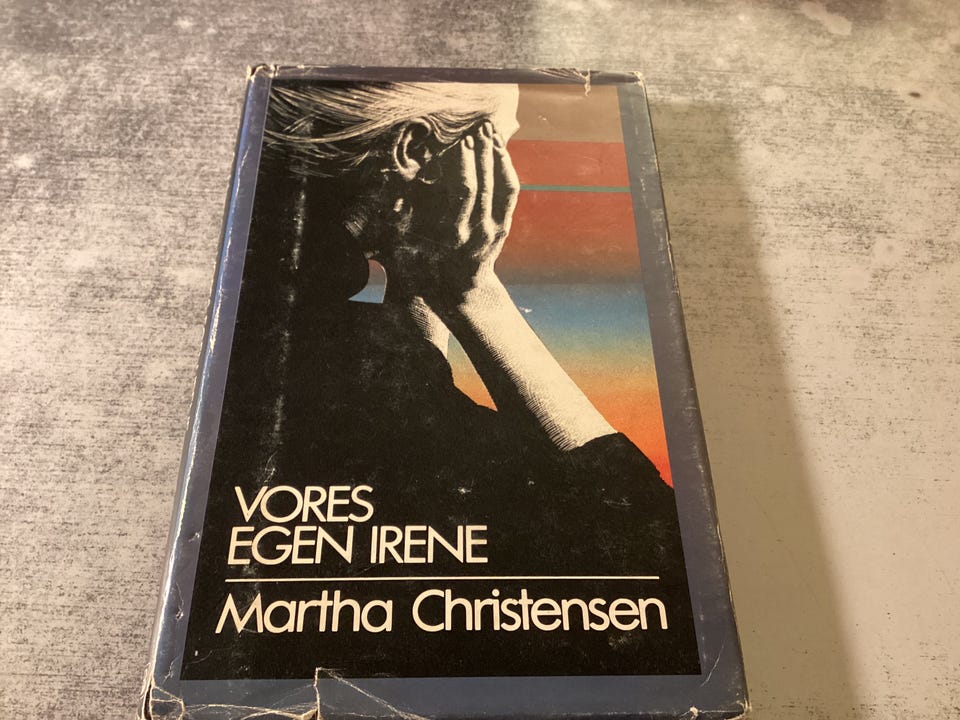 VORES
EGEN IRENE
Martha Christensen